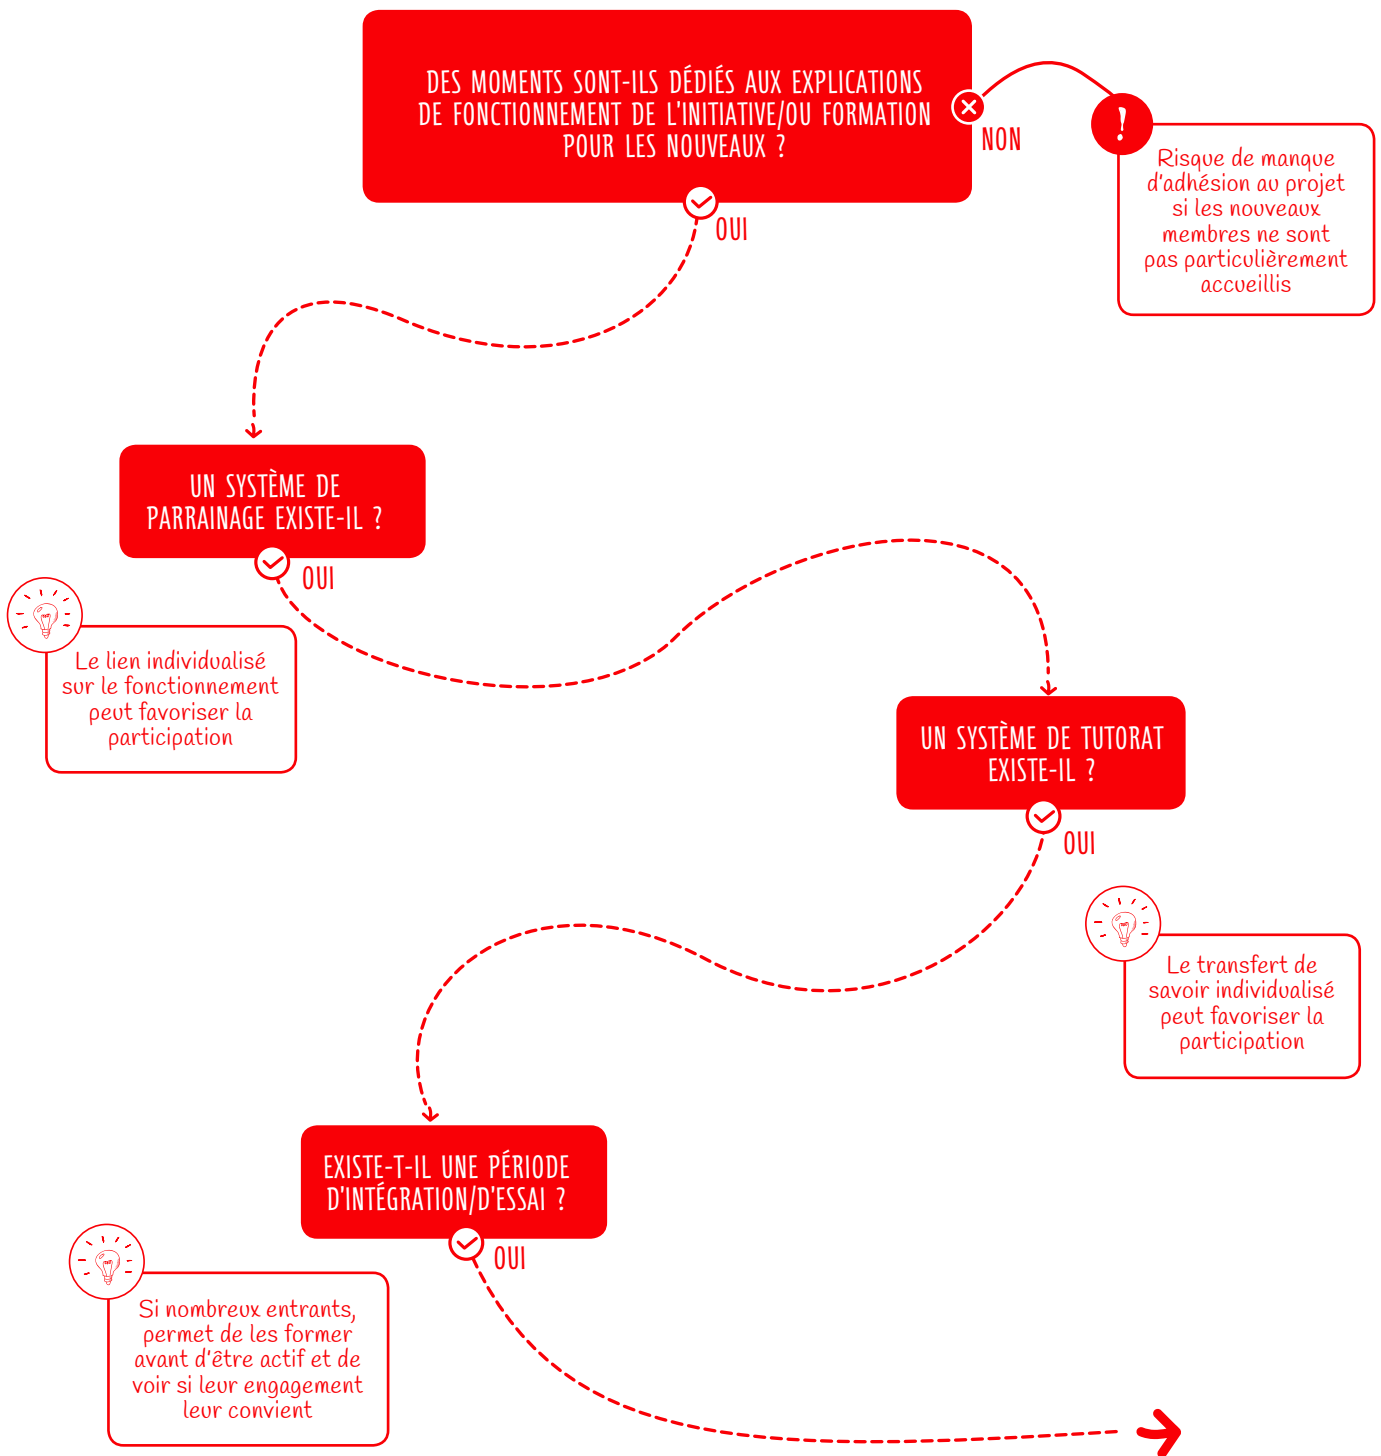 DES MOMENTS SONT-ILS DÉDIÉS AUX EXPLICATIONS
DE FONCTIONNEMENT DE L'INITIATIVE/OU FORMATION
POUR LES NOUVEAUX ?
NON
!
Risque de manque
d'adhésion au projet
si les nouveaux
membres ne sont
pas particulièrement
accueillis
OUI
UN SYSTÈME DE
PARRAINAGE EXISTE-IL ?
OUI
Le lien individualisé
sur le fonctionnement
peut favoriser la
participation
UN SYSTÈME DE TUTORAT
EXISTE-IL ?
OUI
Le transfert de
savoir individualisé
peut favoriser la
participation
EXISTE-T-IL UNE PÉRIODE
D'INTÉGRATION/D'ESSAI ?
OUI
Si nombreux entrants,
permet de les former
avant d'être actif et de
voir si leur engagement
leur convient